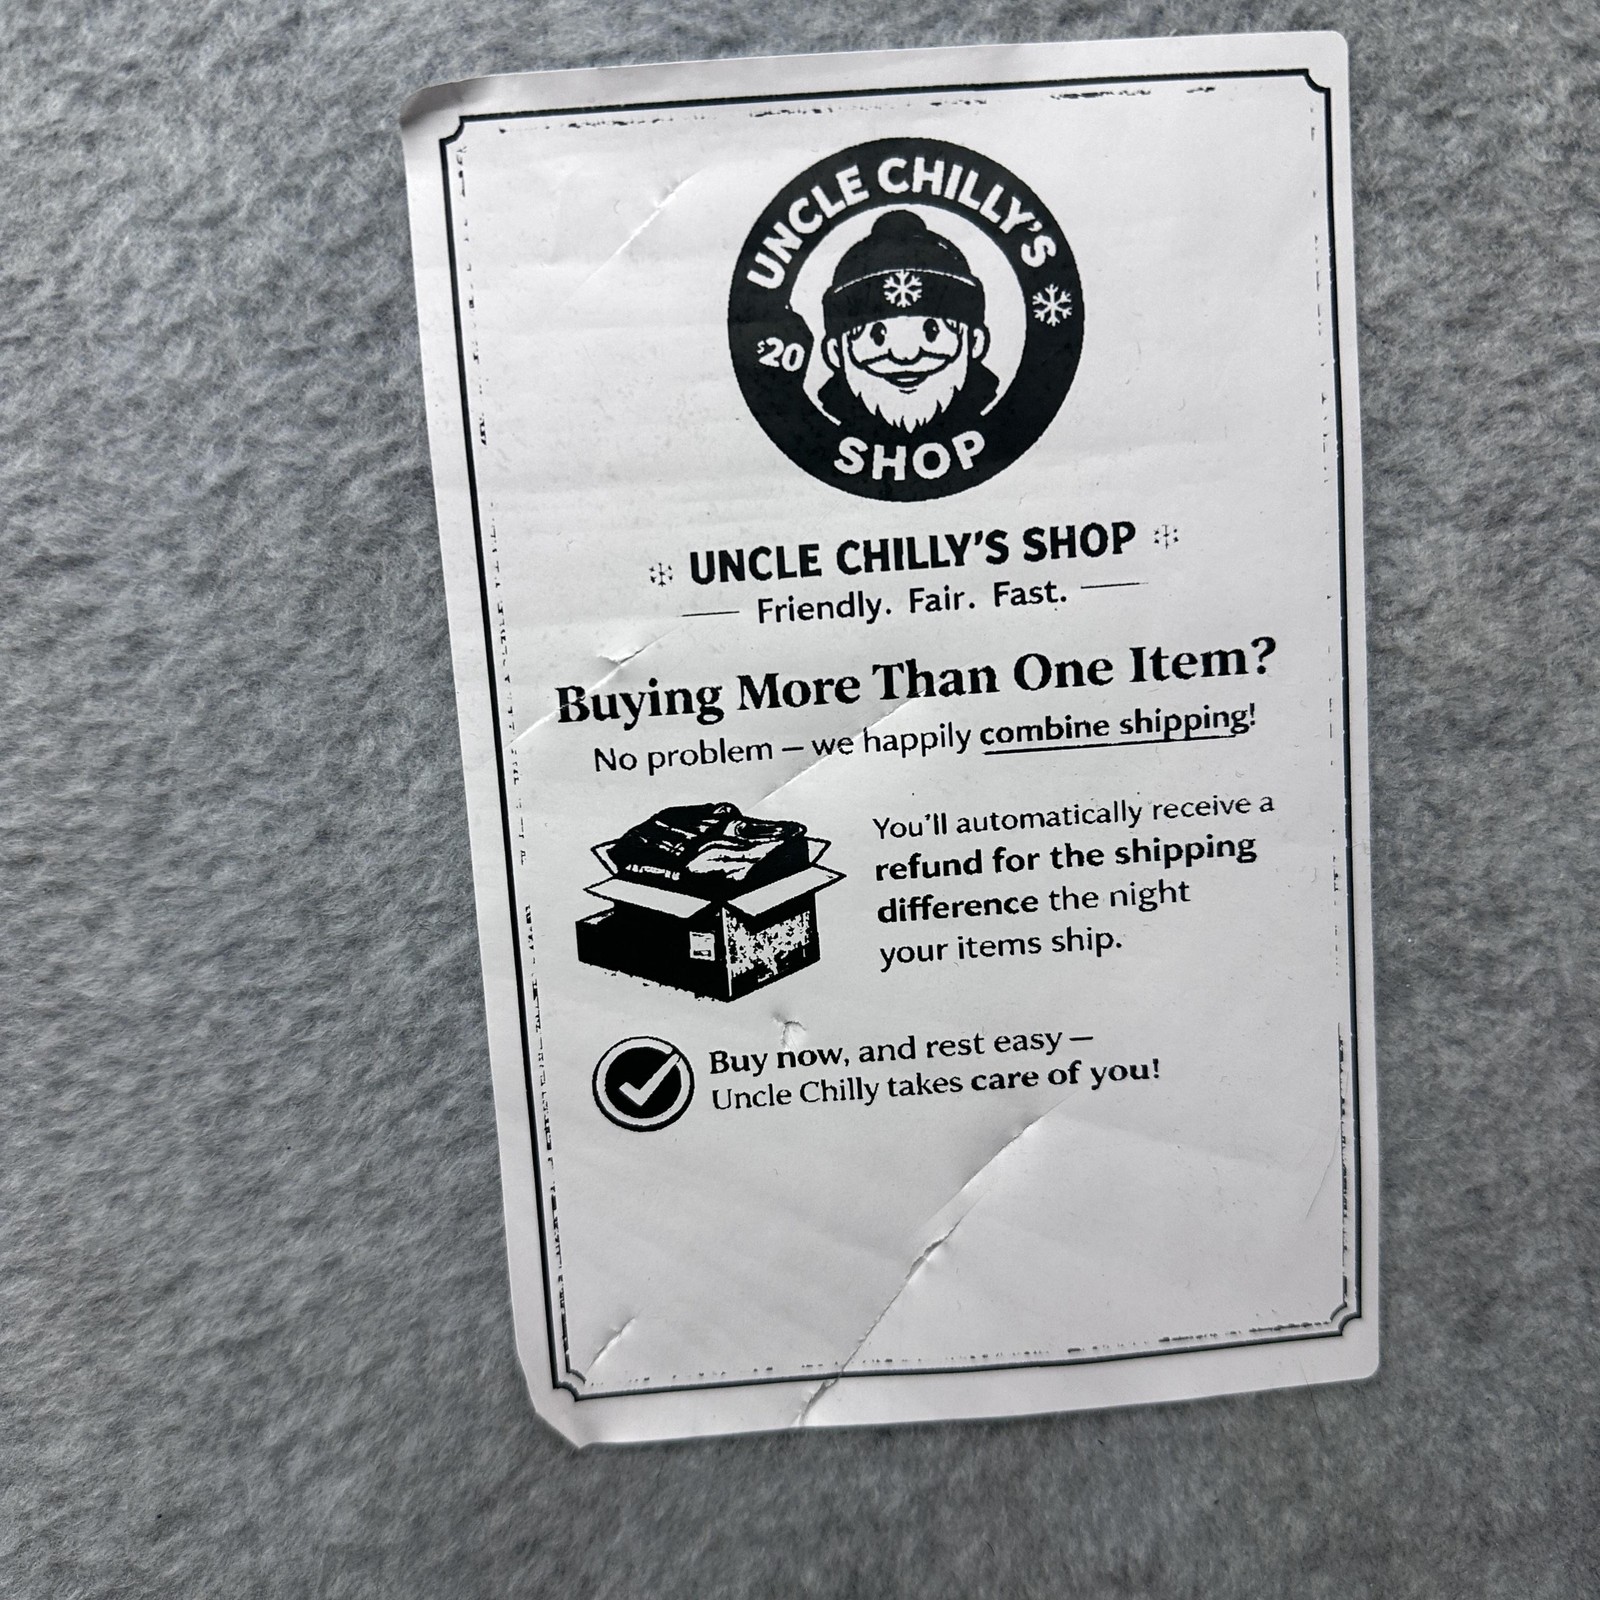 UNCLE CHILLY'S
$20
SHOP
UNCLE CHILLY'S SHOP
Friendly. Fair. Fast.
Buying More Than One Item?
No problem – we happily combine shipping!
You'll automatically receive a
refund for the shipping
difference the night
your items ship.
Buy now, and rest easy –
Uncle Chilly takes care of you!